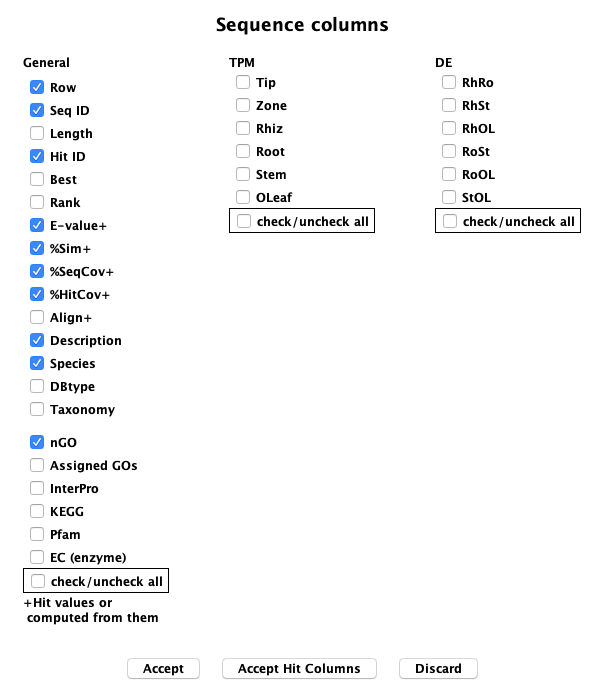 Sequence columns
General
Row
Seq ID
Length
Hit ID
Best
Rank
E-value+
%Sim+
%SeqCov+
%HitCov+
Align+
Description
Species
DBtype
Taxonomy
nGO
Assigned GOs
InterPro
KEGG
Pfam
EC (enzyme)
check/uncheck all
+Hit values or
computed from them
TPM
Tip
Zone
Rhiz
Root
Stem
OLeaf
check/uncheck all
DE
RhRo
RhSt
RhOL
RoSt
RoOL
StOL
check/uncheck all
Accept
Accept Hit Columns
Discard